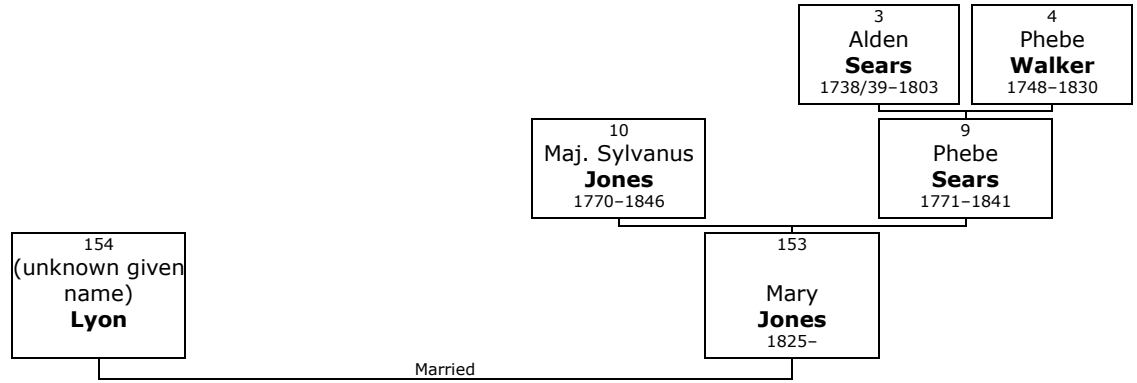 3
Alden
Sears
1738/39–1803
4
Phebe
Walker
1748–1830
10
Maj. Sylvanus
Jones
1770–1846
9
Phebe
Sears
1771–1841
154
(unknown given
name)
Lyon
153
Mary
Jones
1825–
Married